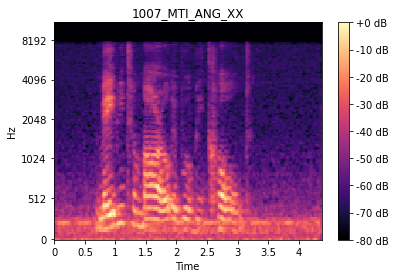 1007_MTI_ANG_XX
+0 dB
8192
-10 dB
4096
-20 dB
-30 dB
2048
Hz
-40 dB
1024
-50 dB
512
-60 dB
-70 dB
0
-80 dB
0 0.5 1 1.5 2 2.5 3 3.5 4
Time